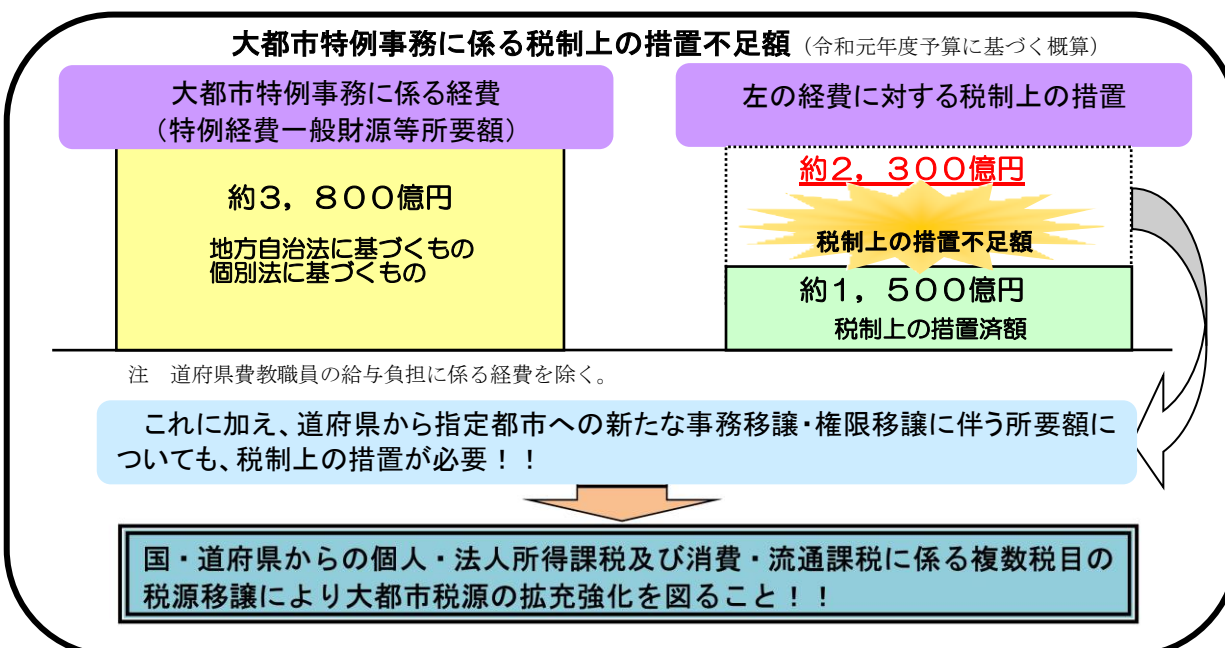 大都市特例事務に係る税制上の措置不足額（令和元年度予算に基づく概算）
大都市特例事務に係る経費
（特例経費一般財源等所要額）
左の経費に対する税制上の措置
約３，８００億円
地方自治法に基づくもの
個別法に基づくもの
約２，３００億円
税制上の措置不足額
約１，５００億円
税制上の措置済額
注　道府県費教職員の給与負担に係る経費を除く。
これに加え、道府県から指定都市への新たな事務移譲・権限移譲に伴う所要額に
ついても、税制上の措置が必要！！
国・道府県からの個人・法人所得課税及び消費・流通課税に係る複数税目の
税源移譲により大都市税源の拡充強化を図ること！！